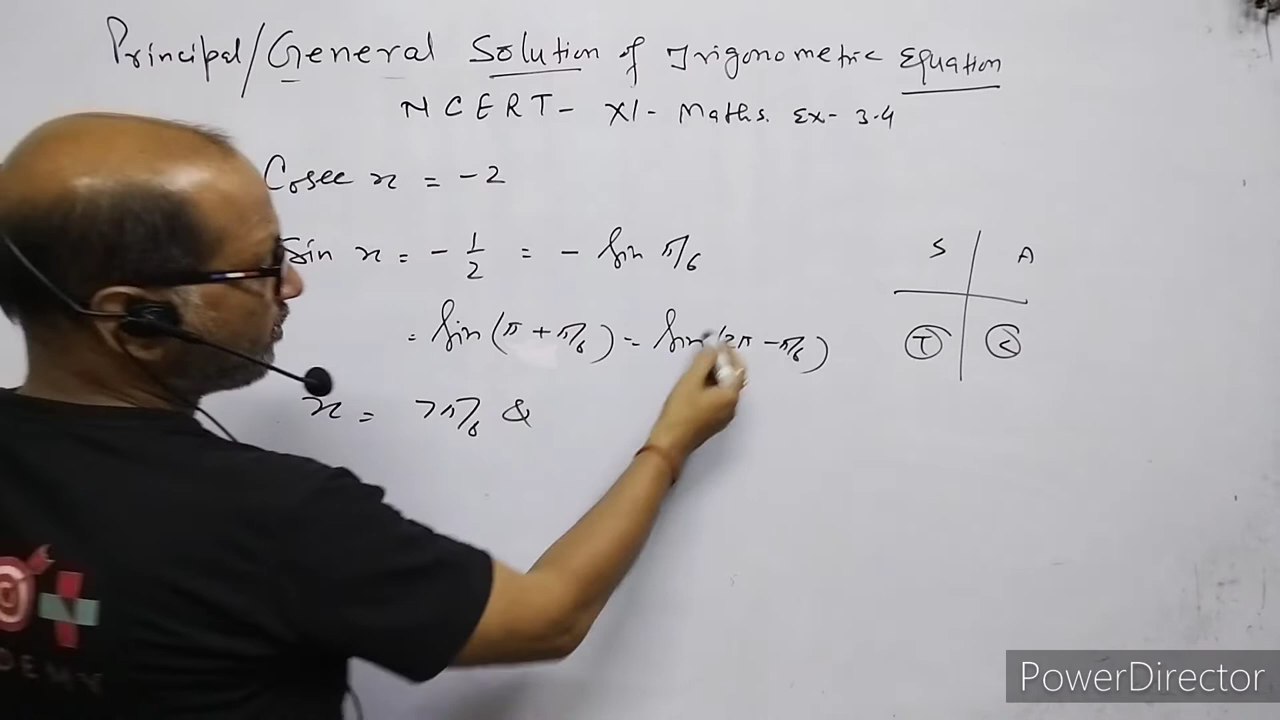 Principal/General Solution of Trigonometric Equation
NCERT- XI- Maths. Ex- 3.4
Cosec x = -2
Sin x = - 1/2 = - Sin π/6
= Sin (π + π/6) = Sin (2π - π/6)
x = 7π/6 &
S A
T C
PowerDirector